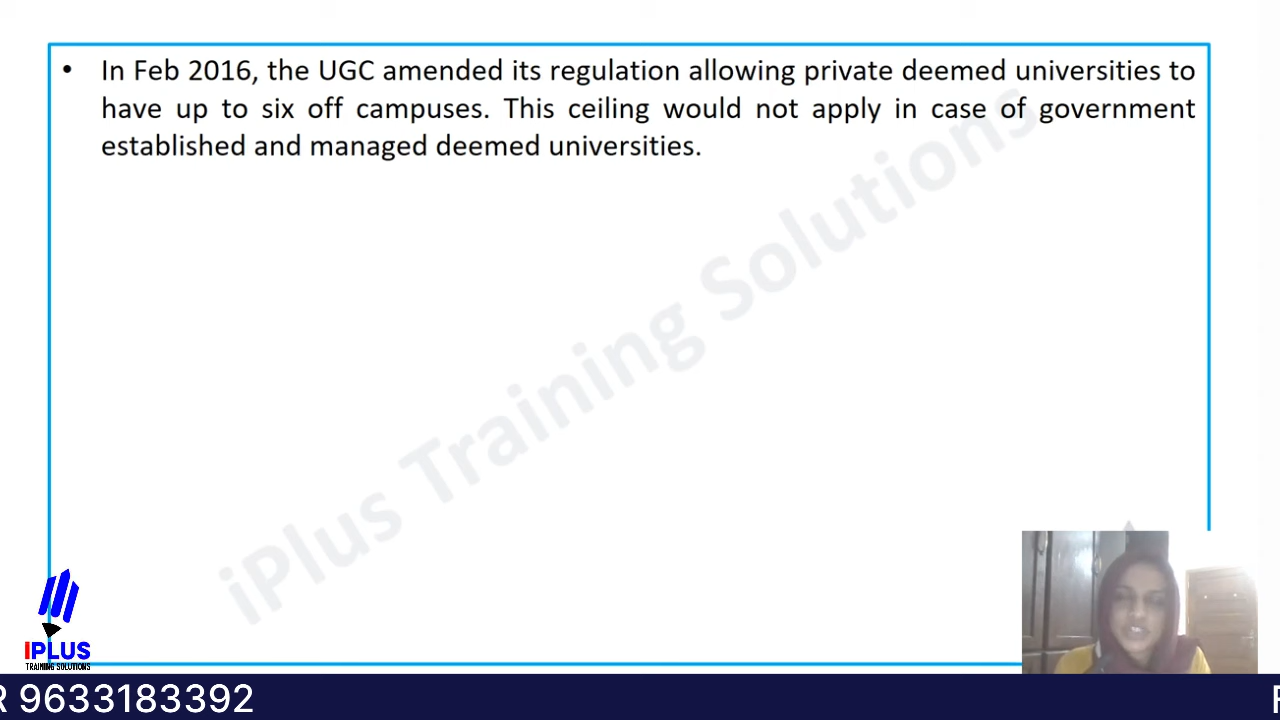 • In Feb 2016, the UGC amended its regulation allowing private deemed universities to
have up to six off campuses. This ceiling would not apply in case of government
established and managed deemed universities.
iPlus Training Solutions
IPLUS
TRAINING SOLUTIONS
R 9633183392